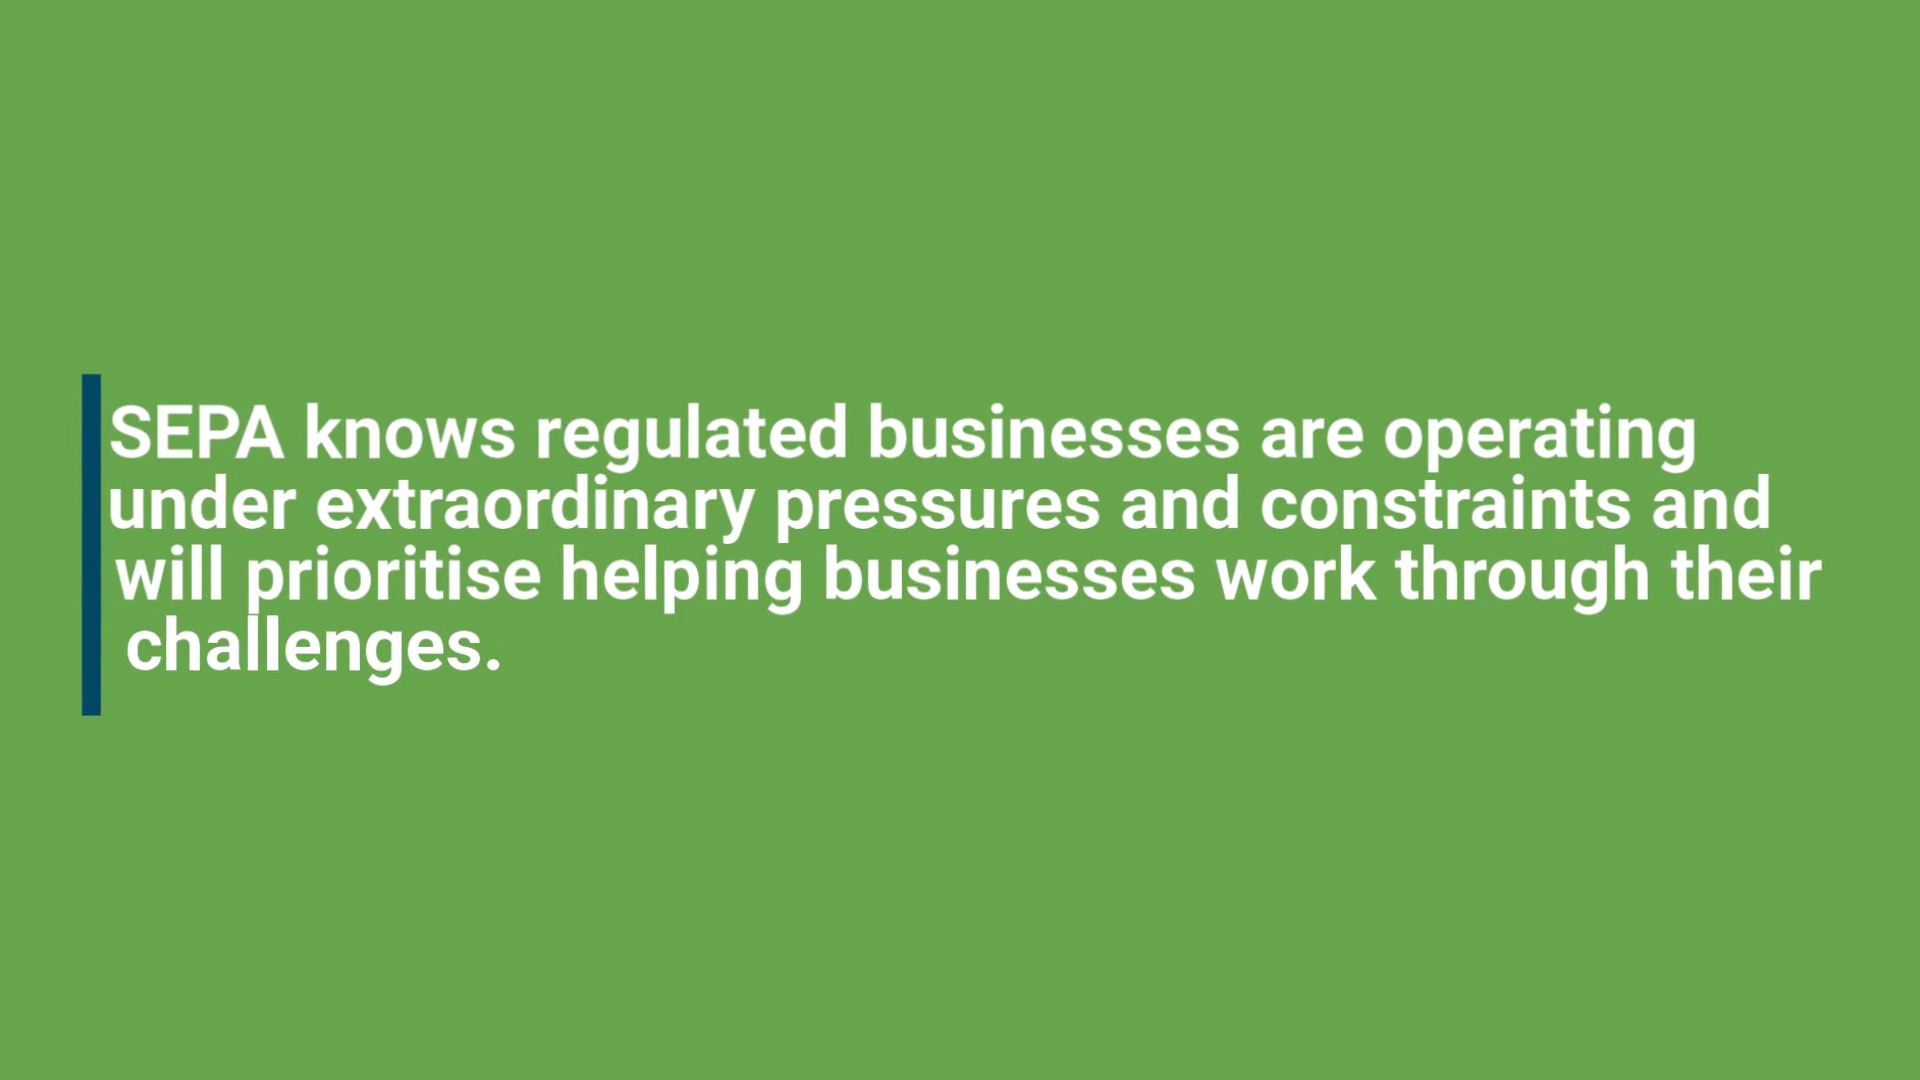 SEPA knows regulated businesses are operating
under extraordinary pressures and constraints and
will prioritise helping businesses work through their
challenges.